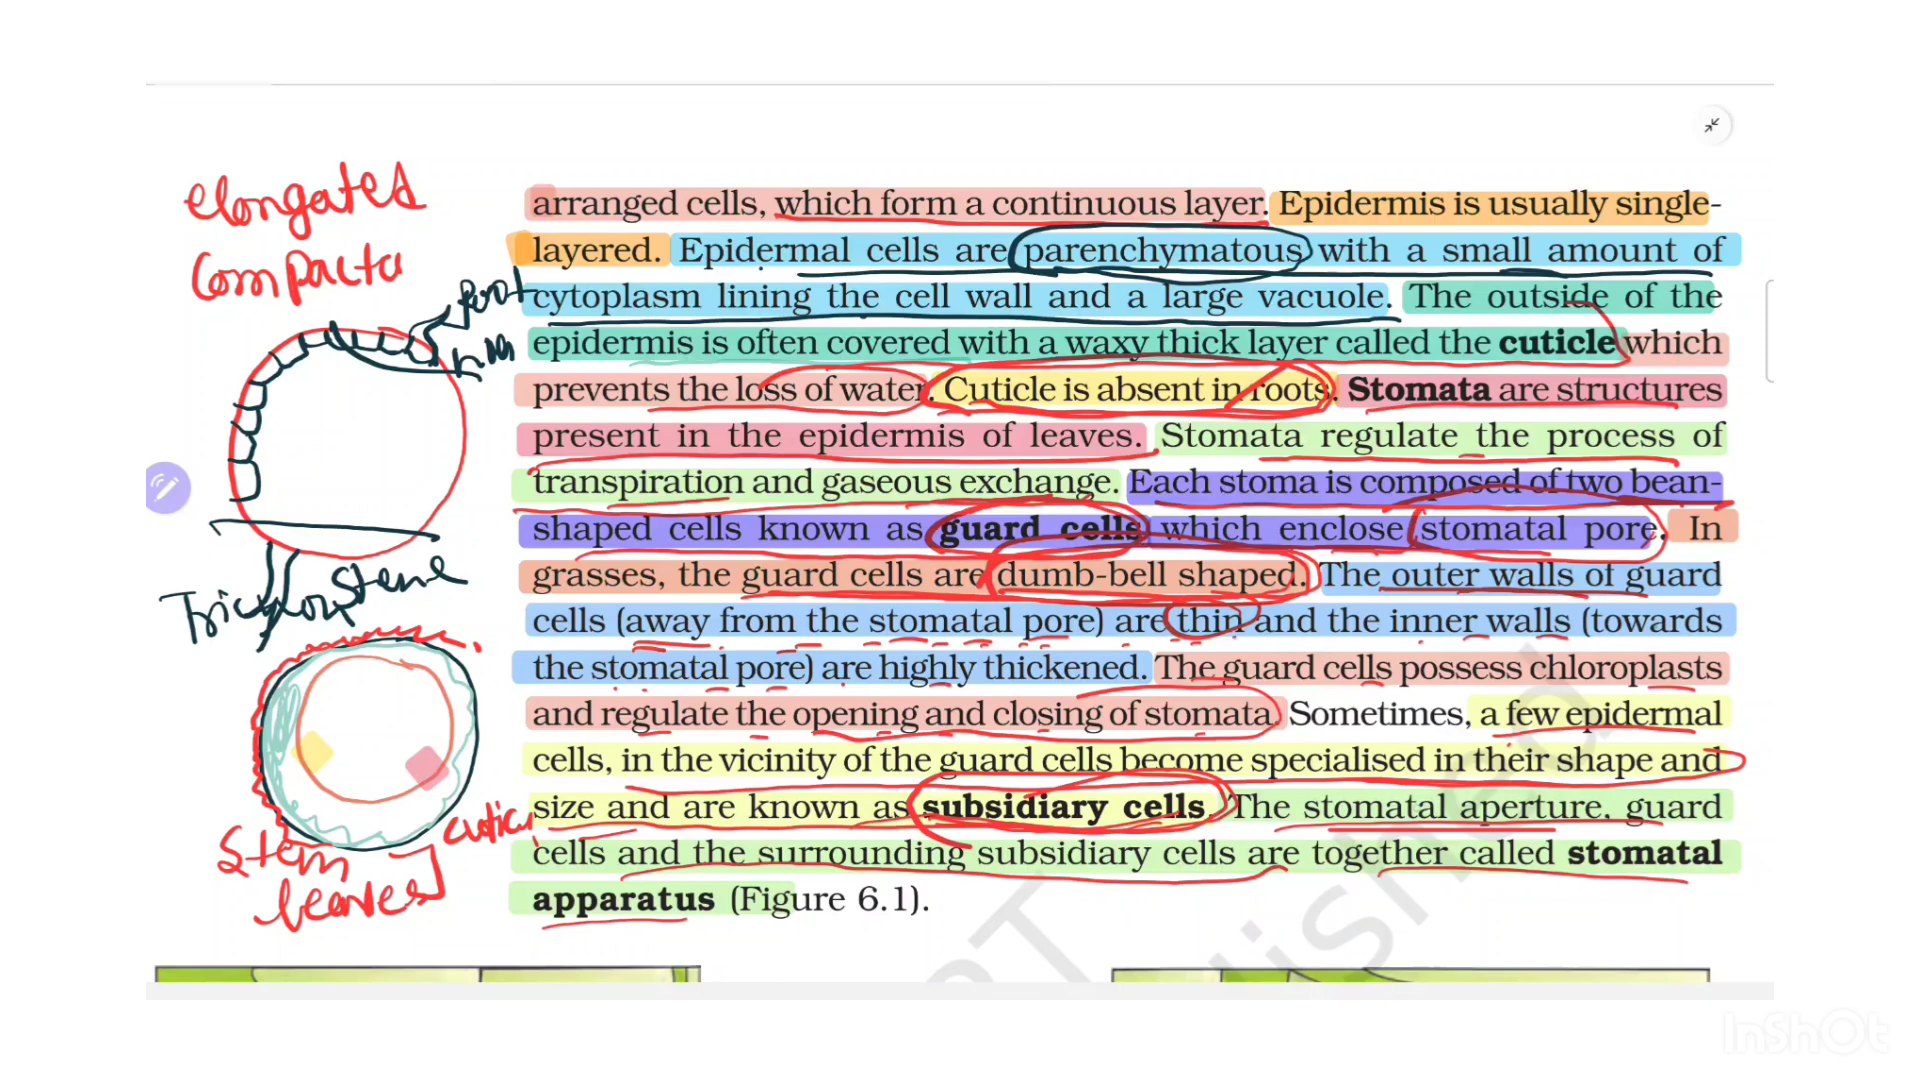 elongated
compacta
arranged cells, which form a continuous layer. Epidermis is usually single-
layered. Epidermal cells are parenchymatous with a small amount of
cytoplasm lining the cell wall and a large vacuole. The outside of the
epidermis is often covered with a waxy thick layer called the cuticle which
prevents the loss of water. Cuticle is absent in roots. Stomata are structures
present in the epidermis of leaves. Stomata regulate the process of
transpiration and gaseous exchange. Each stoma is composed of two bean-
shaped cells known as guard cells which enclose stomatal pore. In
grasses, the guard cells are dumb-bell shaped. The outer walls of guard
cells (away from the stomatal pore) are thin and the inner walls (towards
the stomatal pore) are highly thickened. The guard cells possess chloroplasts
and regulate the opening and closing of stomata. Sometimes, a few epidermal
cells, in the vicinity of the guard cells become specialised in their shape and
size and are known as subsidiary cells. The stomatal aperture, guard
cells and the surrounding subsidiary cells are together called stomatal
apparatus (Figure 6.1).
Stem
leaves
InShOt